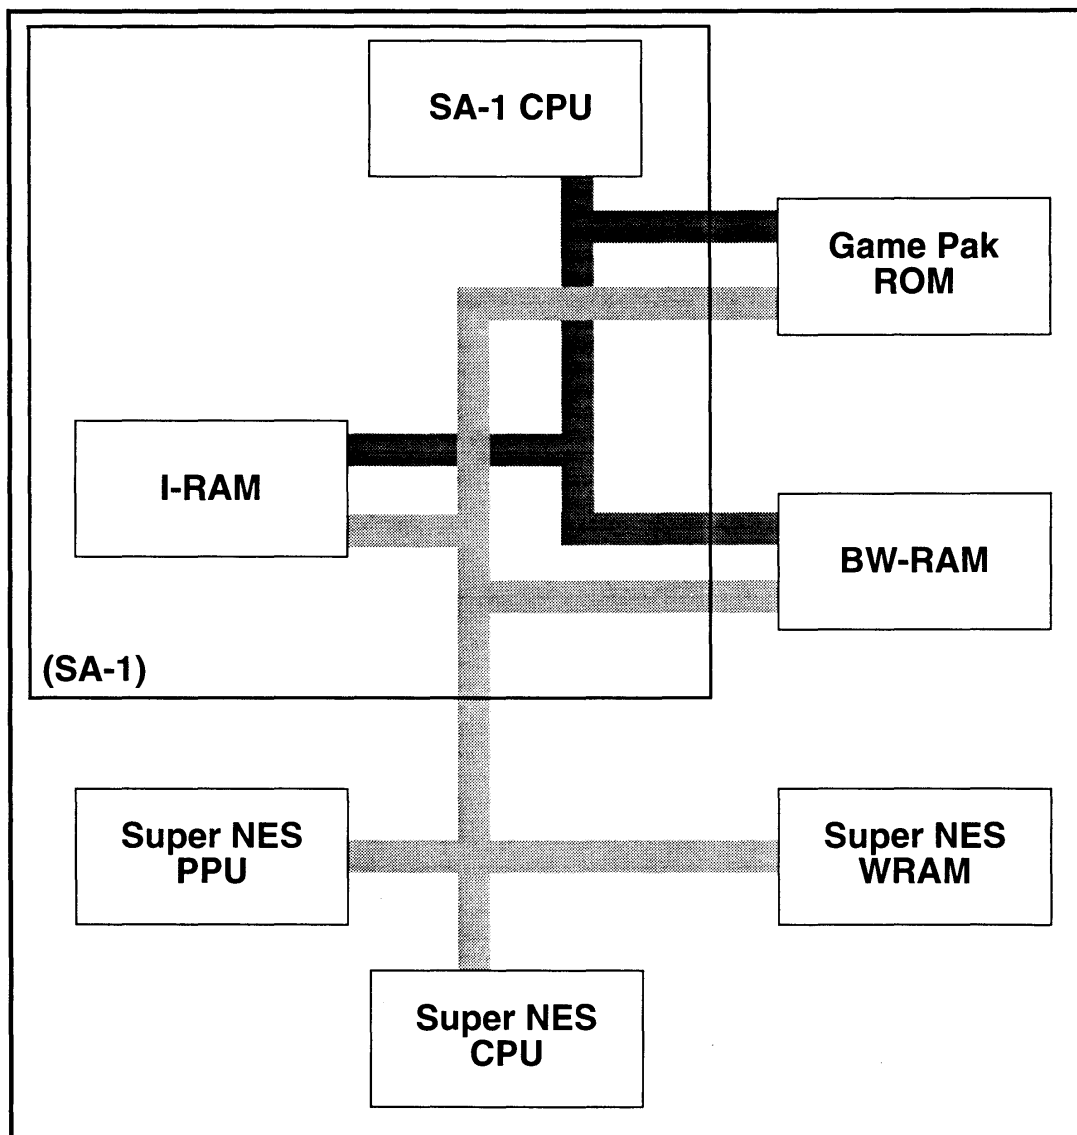 SA-1 CPU
Game Pak
ROM
I-RAM
BW-RAM
(SA-1)
Super NES
PPU
Super NES
WRAM
Super NES
CPU